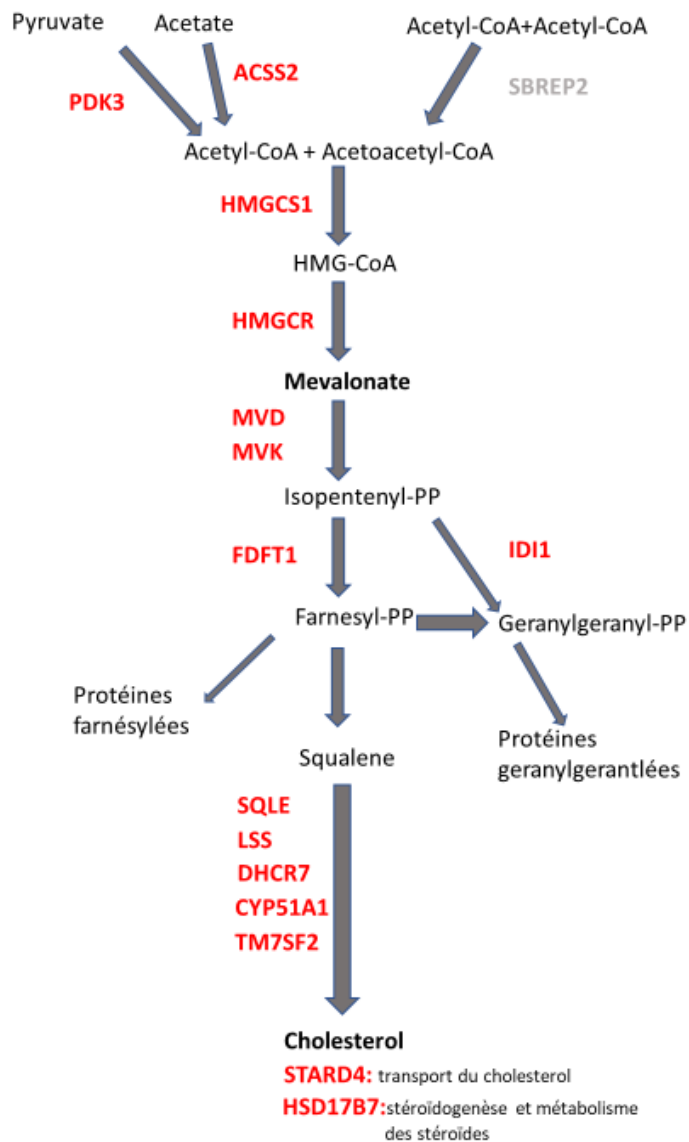 Pyruvate
Acetate
Acetyl-CoA+Acetyl-CoA
ACSS2
PDK3
SBREP2
Acetyl-CoA + Acetoacetyl-CoA
HMGCS1
HMG-CoA
HMGCR
Mevalonate
MVD
MVK
Isopentenyl-PP
FDFT1
IDI1
Farnesyl-PP
Geranylgeranyl-PP
Protéines
farnésylées
Protéines
geranylgerantlées
Squalene
SQLE
LSS
DHCR7
CYP51A1
TM7SF2
Cholesterol
STARD4: transport du cholesterol
HSD17B7:stéroïdogenèse et métabolisme
des stéroïdes